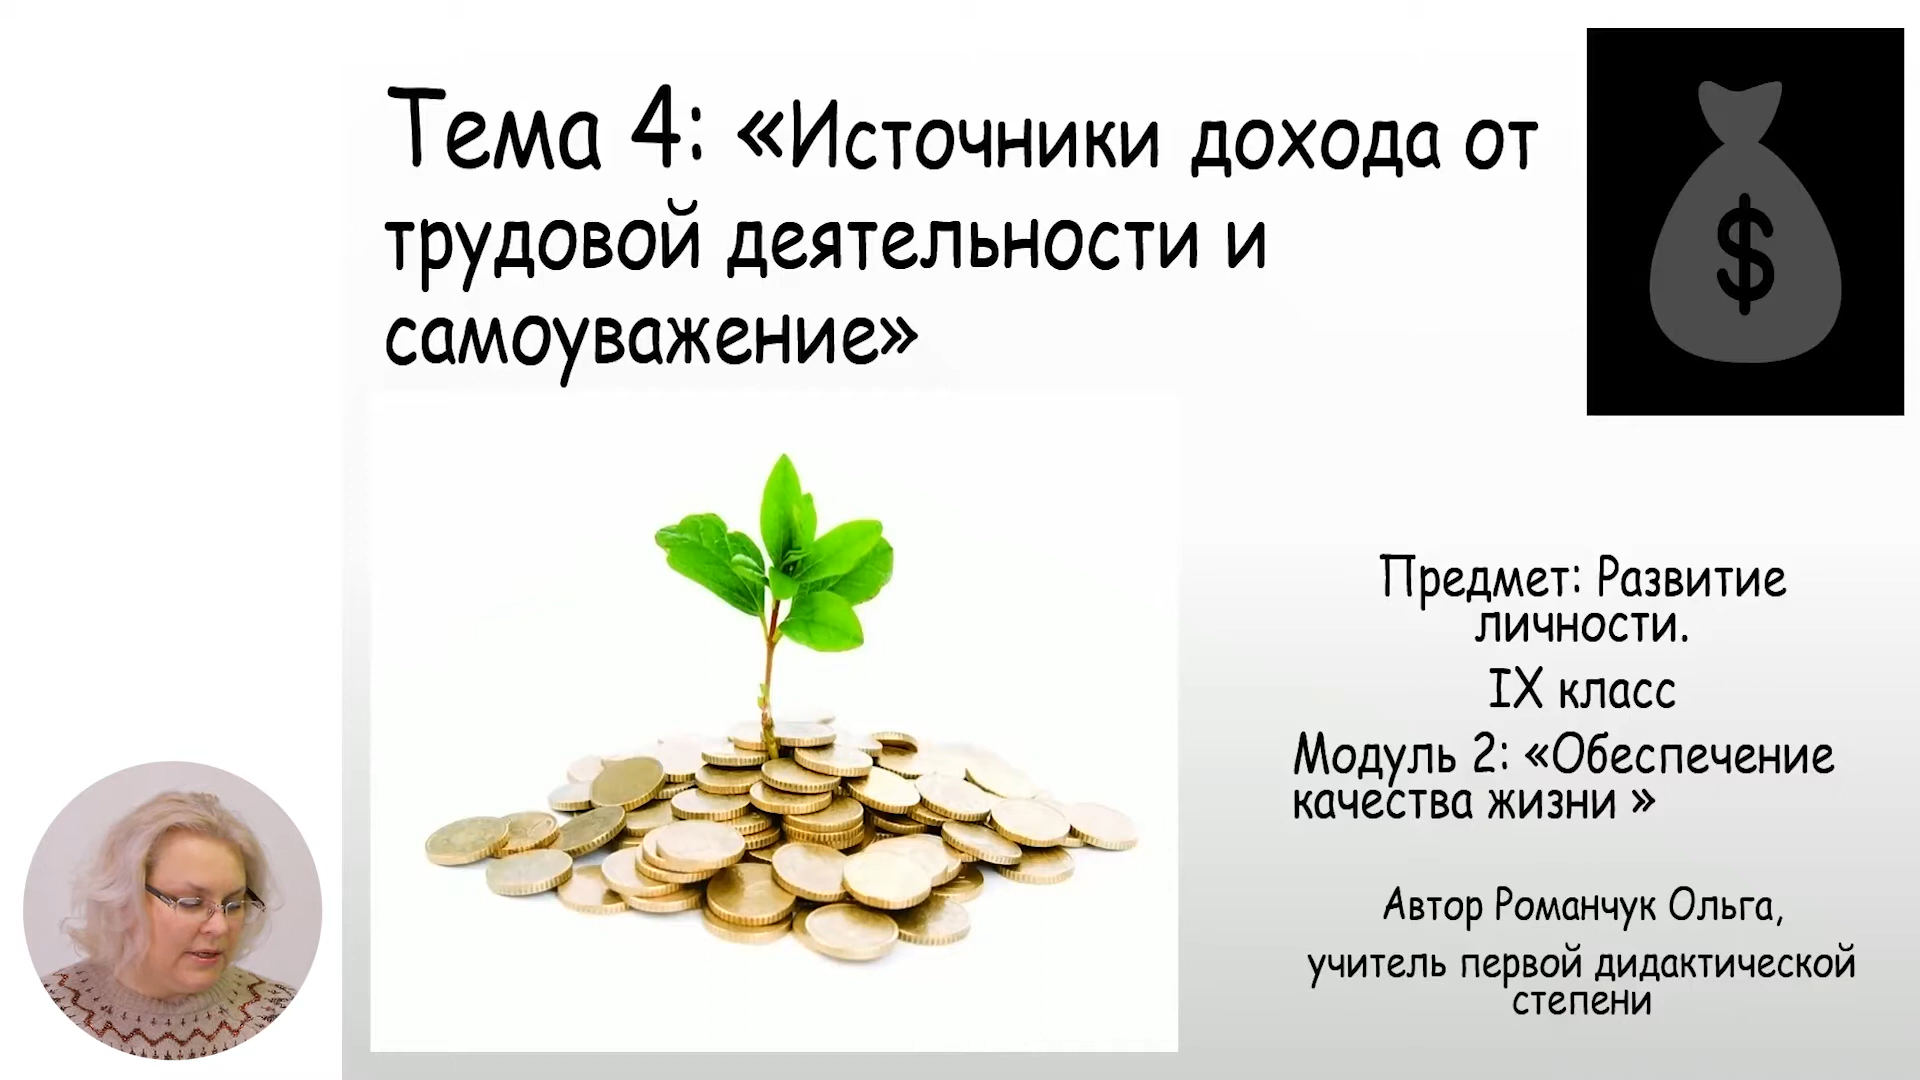 Тема 4: «Источники дохода от
трудовой деятельности и
самоуважение»
$
Предмет: Развитие
личности.
IX класс
Модуль 2: «Обеспечение
качества жизни »
Автор Романчук Ольга,
учитель первой дидактической
степени